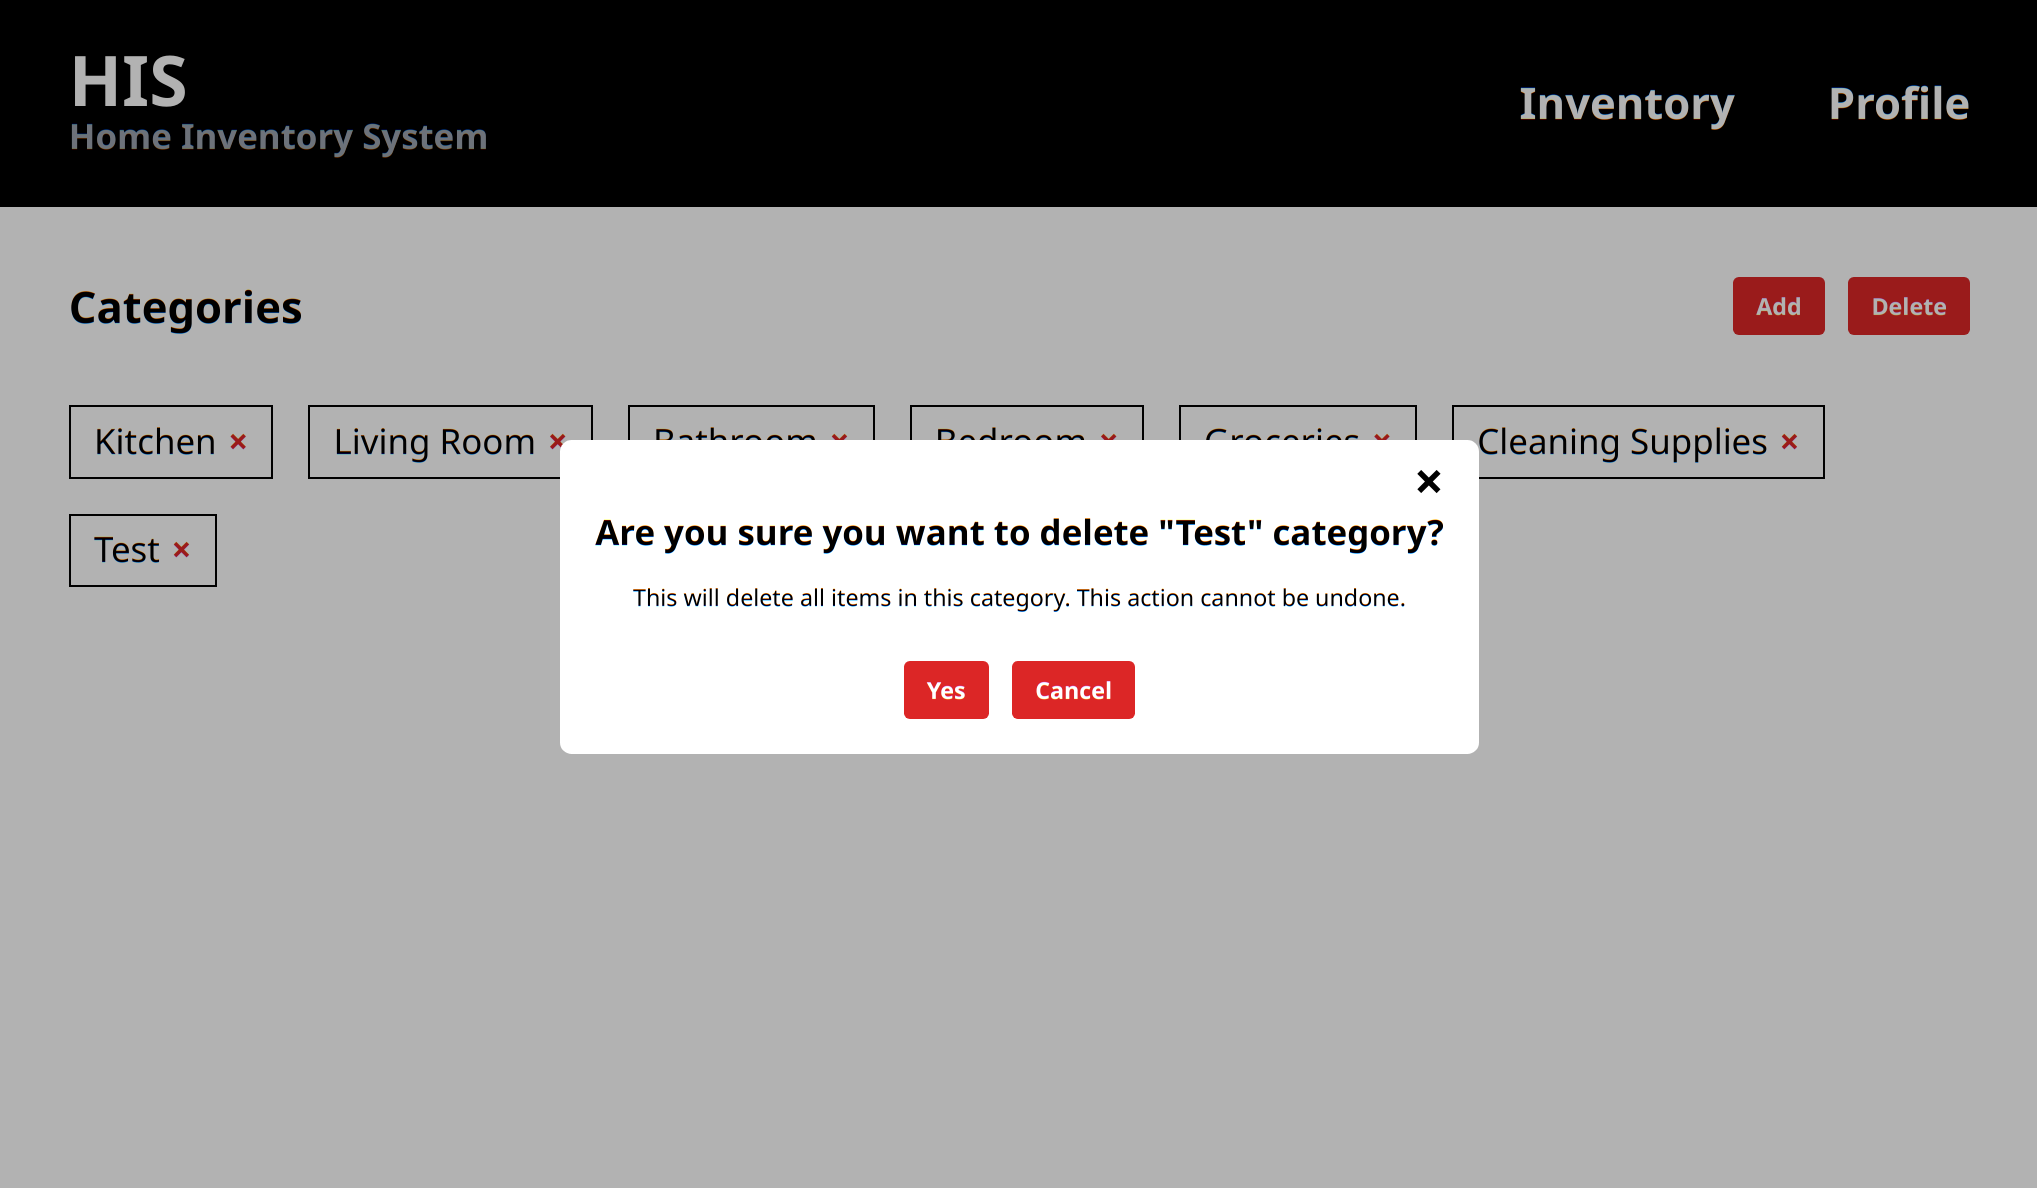 HIS
Home Inventory System
Inventory Profile
Categories
Add Delete
Kitchen × Living Room × Bathroom × Bedroom × Groceries × Cleaning Supplies ×
×
Are you sure you want to delete "Test" category?
Test ×
This will delete all items in this category. This action cannot be undone.
Yes Cancel